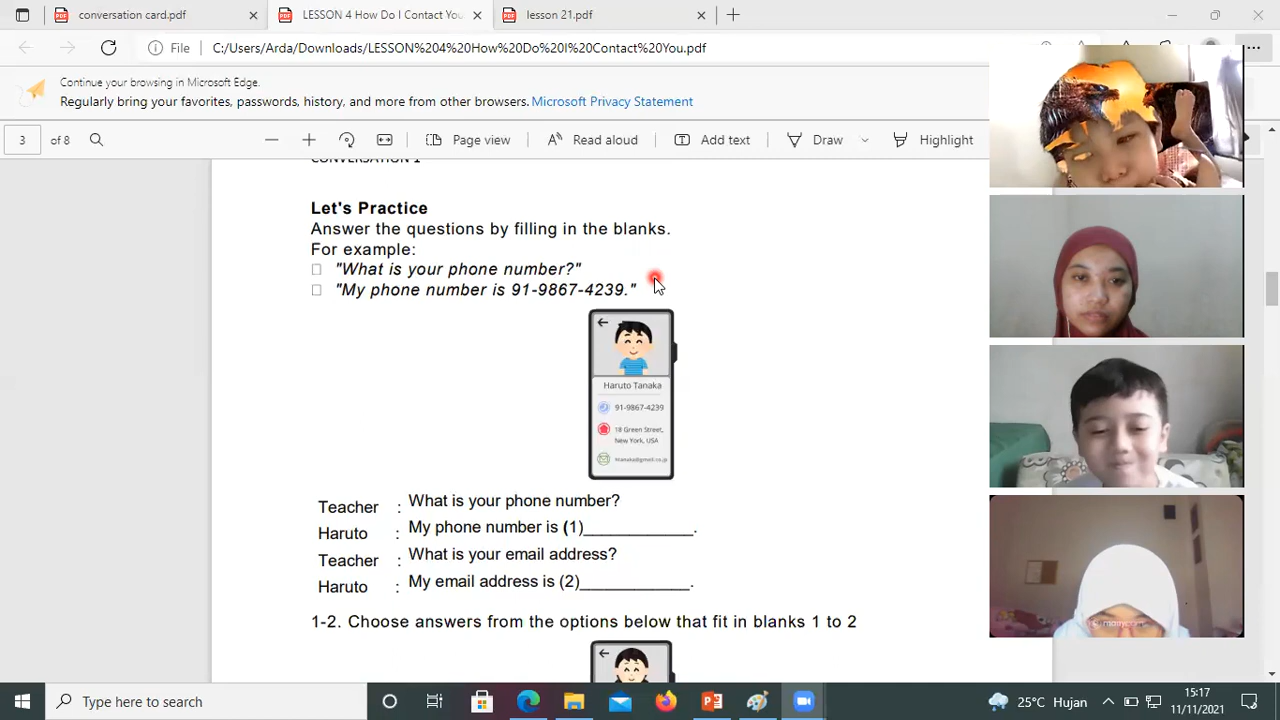 conversation card.pdf
LESSON 4 How Do I Contact You
lesson 21.pdf
File
C:/Users/Arda/Downloads/LESSON%204%20How%20Do%20I%20Contact%20You.pdf
Continue your browsing in Microsoft Edge.
Regularly bring your favorites, passwords, history, and more from other browsers. Microsoft Privacy Statement
3 of 8
Page view
Read aloud
Add text
Draw
Highlight
CONVERSATION 1
Let's Practice
Answer the questions by filling in the blanks.
For example:
"What is your phone number?"
"My phone number is 91-9867-4239."
Haruto Tanaka
91-9867-4239
18 Green Street,
New York, USA
Teacher : What is your phone number?
Haruto : My phone number is (1)____________.
Teacher : What is your email address?
Haruto : My email address is (2)____________.
1-2. Choose answers from the options below that fit in blanks 1 to 2
Type here to search
25°C Hujan
15:17
11/11/2021